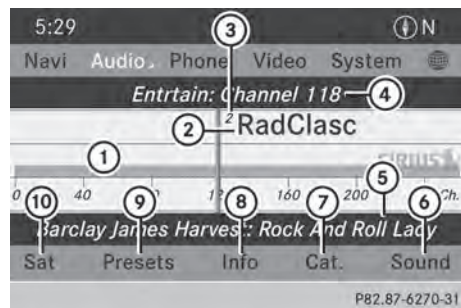 5:29 N
3
Navi Audio Phone Video System
Entrtain: Channel 118 4
2 2 RadClasc
1 SIRIUS
0 40 12 160 200 Ch.
5
10 9 8 7 6
Barclay James Harvest: Rock And Roll Lady
Sat Presets Info Cat. Sound
P82.87-6270-31